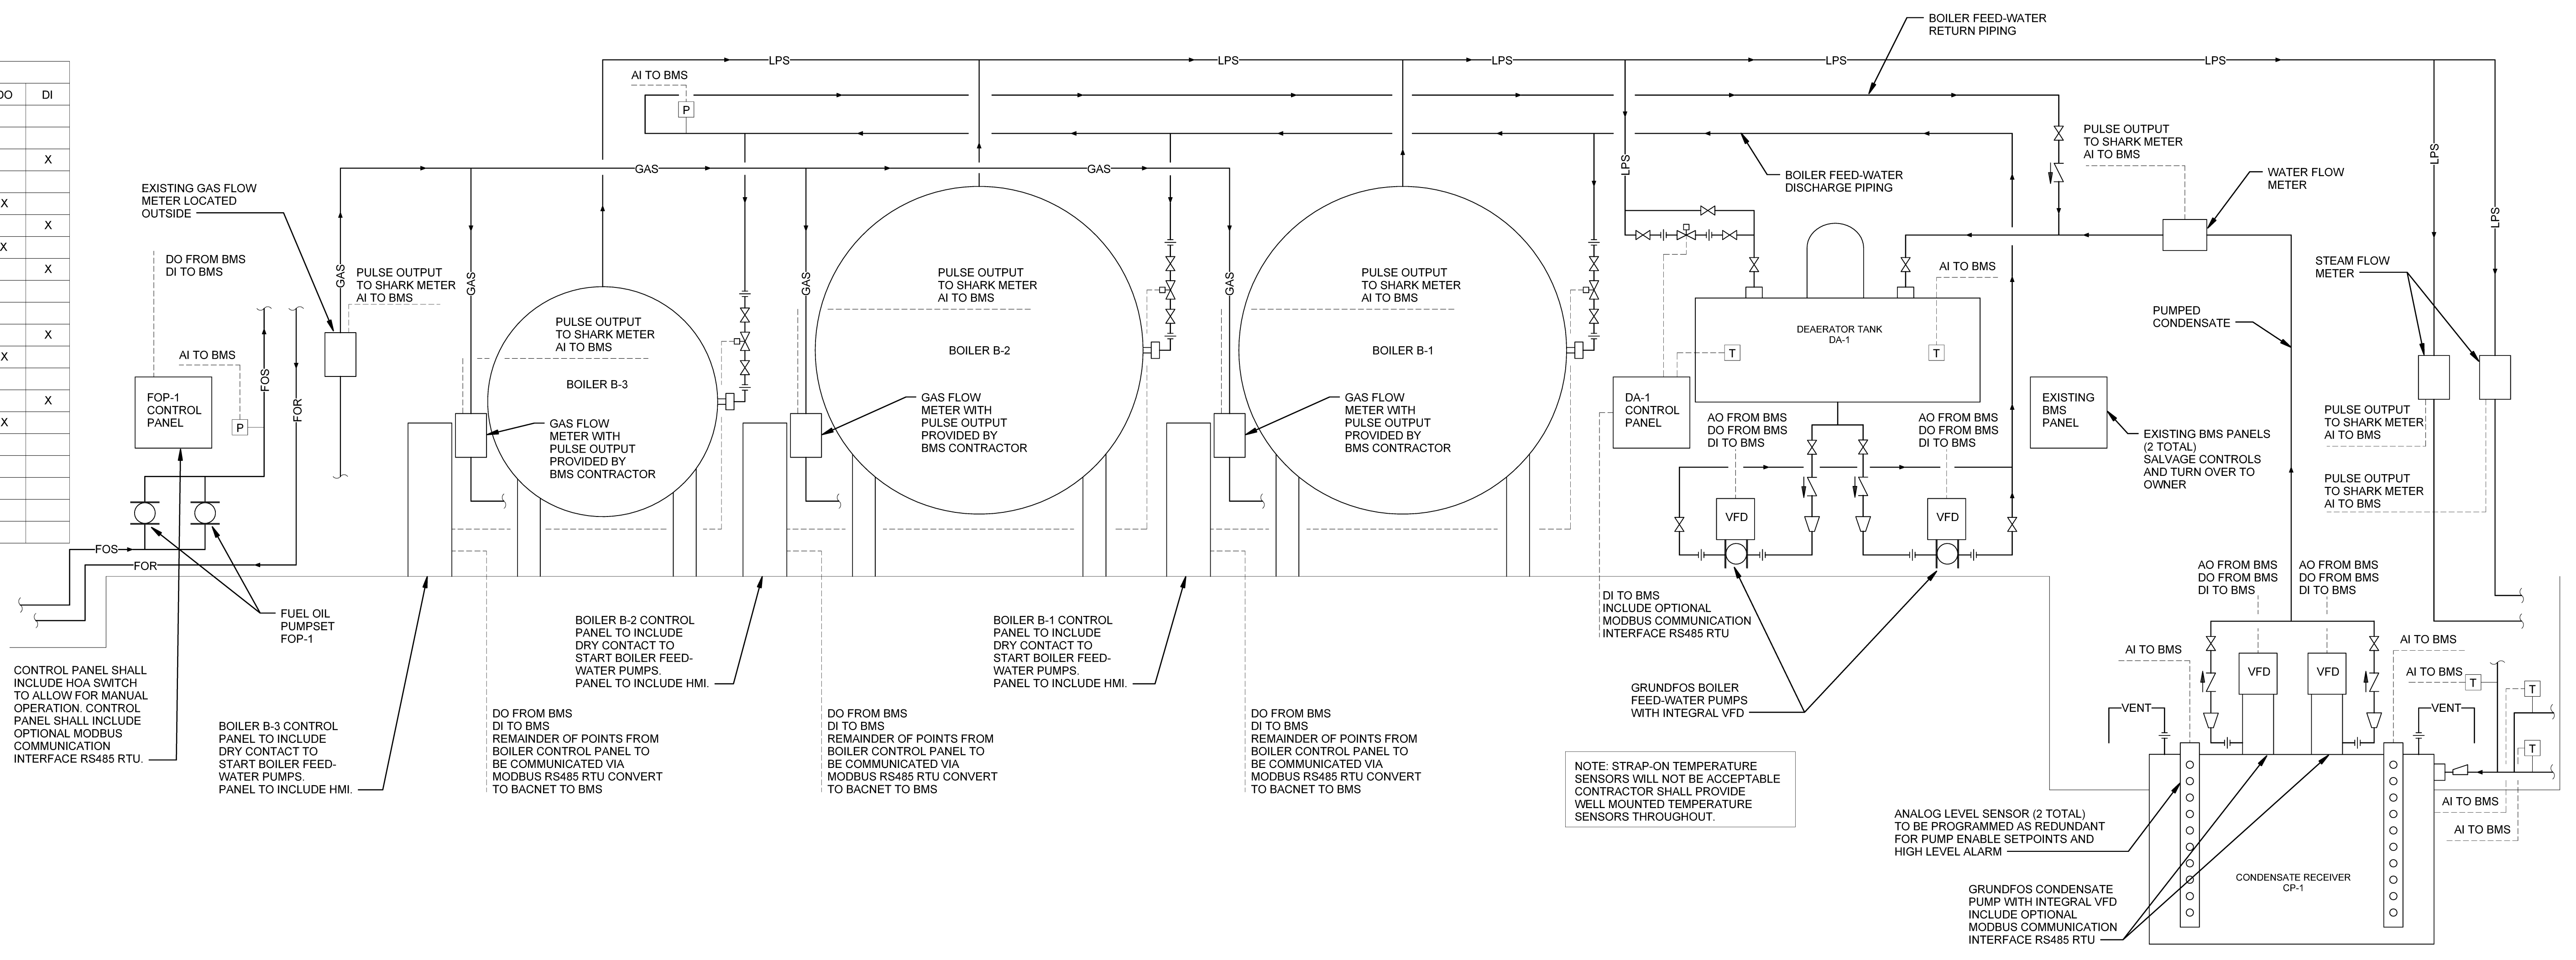 DO DI
X
X
X
X
X
X
X
X
X
BOILER FEED-WATER
RETURN PIPING
LPS
LPS
LPS
LPS
LPS
AI TO BMS
P
GAS
GAS
LPS
BOILER FEED-WATER
DISCHARGE PIPING
PULSE OUTPUT
TO SHARK METER
AI TO BMS
WATER FLOW
METER
LPS
LPS
EXISTING GAS FLOW
METER LOCATED
OUTSIDE
DO FROM BMS
DI TO BMS
GAS
PULSE OUTPUT
TO SHARK METER
AI TO BMS
AI TO BMS
P
FOS
FOR
FOP-1
CONTROL
PANEL
FOS
FOR
FUEL OIL
PUMPSET
FOP-1
CONTROL PANEL SHALL
INCLUDE HOA SWITCH
TO ALLOW FOR MANUAL
OPERATION. CONTROL
PANEL SHALL INCLUDE
OPTIONAL MODBUS
COMMUNICATION
INTERFACE RS485 RTU.
GAS
PULSE OUTPUT
TO SHARK METER
AI TO BMS
BOILER B-3
GAS FLOW
METER WITH
PULSE OUTPUT
PROVIDED BY
BMS CONTRACTOR
BOILER B-3 CONTROL
PANEL TO INCLUDE
DRY CONTACT TO
START BOILER FEED-
WATER PUMPS.
PANEL TO INCLUDE HMI.
DO FROM BMS
DI TO BMS
REMAINDER OF POINTS FROM
BOILER CONTROL PANEL TO
BE COMMUNICATED VIA
MODBUS RS485 RTU CONVERT
TO BACNET TO BMS
GAS
PULSE OUTPUT
TO SHARK METER
AI TO BMS
BOILER B-2
GAS FLOW
METER WITH
PULSE OUTPUT
PROVIDED BY
BMS CONTRACTOR
BOILER B-2 CONTROL
PANEL TO INCLUDE
DRY CONTACT TO
START BOILER FEED-
WATER PUMPS.
PANEL TO INCLUDE HMI.
DO FROM BMS
DI TO BMS
REMAINDER OF POINTS FROM
BOILER CONTROL PANEL TO
BE COMMUNICATED VIA
MODBUS RS485 RTU CONVERT
TO BACNET TO BMS
GAS
PULSE OUTPUT
TO SHARK METER
AI TO BMS
BOILER B-1
GAS FLOW
METER WITH
PULSE OUTPUT
PROVIDED BY
BMS CONTRACTOR
BOILER B-1 CONTROL
PANEL TO INCLUDE
DRY CONTACT TO
START BOILER FEED-
WATER PUMPS.
PANEL TO INCLUDE HMI.
DO FROM BMS
DI TO BMS
REMAINDER OF POINTS FROM
BOILER CONTROL PANEL TO
BE COMMUNICATED VIA
MODBUS RS485 RTU CONVERT
TO BACNET TO BMS
AI TO BMS
DEAERATOR TANK
DA-1
T
T
DA-1
CONTROL
PANEL
AO FROM BMS
DO FROM BMS
DI TO BMS
AO FROM BMS
DO FROM BMS
DI TO BMS
VFD
VFD
DI TO BMS
INCLUDE OPTIONAL
MODBUS COMMUNICATION
INTERFACE RS485 RTU
GRUNDFOS BOILER
FEED-WATER PUMPS
WITH INTEGRAL VFD
NOTE: STRAP-ON TEMPERATURE
SENSORS WILL NOT BE ACCEPTABLE
CONTRACTOR SHALL PROVIDE
WELL MOUNTED TEMPERATURE
SENSORS THROUGHOUT.
PUMPED
CONDENSATE
STEAM FLOW
METER
EXISTING
BMS
PANEL
EXISTING BMS PANELS
(2 TOTAL)
SALVAGE CONTROLS
AND TURN OVER TO
OWNER
PULSE OUTPUT
TO SHARK METER
AI TO BMS
PULSE OUTPUT
TO SHARK METER
AI TO BMS
AO FROM BMS
DO FROM BMS
DI TO BMS
AO FROM BMS
DO FROM BMS
DI TO BMS
AI TO BMS
VFD
VFD
AI TO BMS
AI TO BMS
T
T
VENT
VENT
T
AI TO BMS
AI TO BMS
ANALOG LEVEL SENSOR (2 TOTAL)
TO BE PROGRAMMED AS REDUNDANT
FOR PUMP ENABLE SETPOINTS AND
HIGH LEVEL ALARM
CONDENSATE RECEIVER
CP-1
GRUNDFOS CONDENSATE
PUMP WITH INTEGRAL VFD
INCLUDE OPTIONAL
MODBUS COMMUNICATION
INTERFACE RS485 RTU